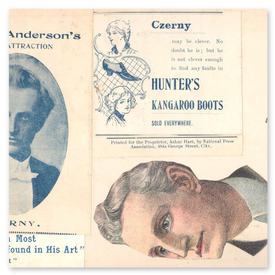 Anderson's
ATTRACTION
RNY.
n Most
found in His Art"
"
Czerny
may be clever. No
doubt he is; but he
is not clever enough
to find any faults in
HUNTER'S
KANGAROO BOOTS
SOLD EVERYWHERE.
Printed for the Proprietor, Askur Hart, by National Press
Association, 484a George Street, City.